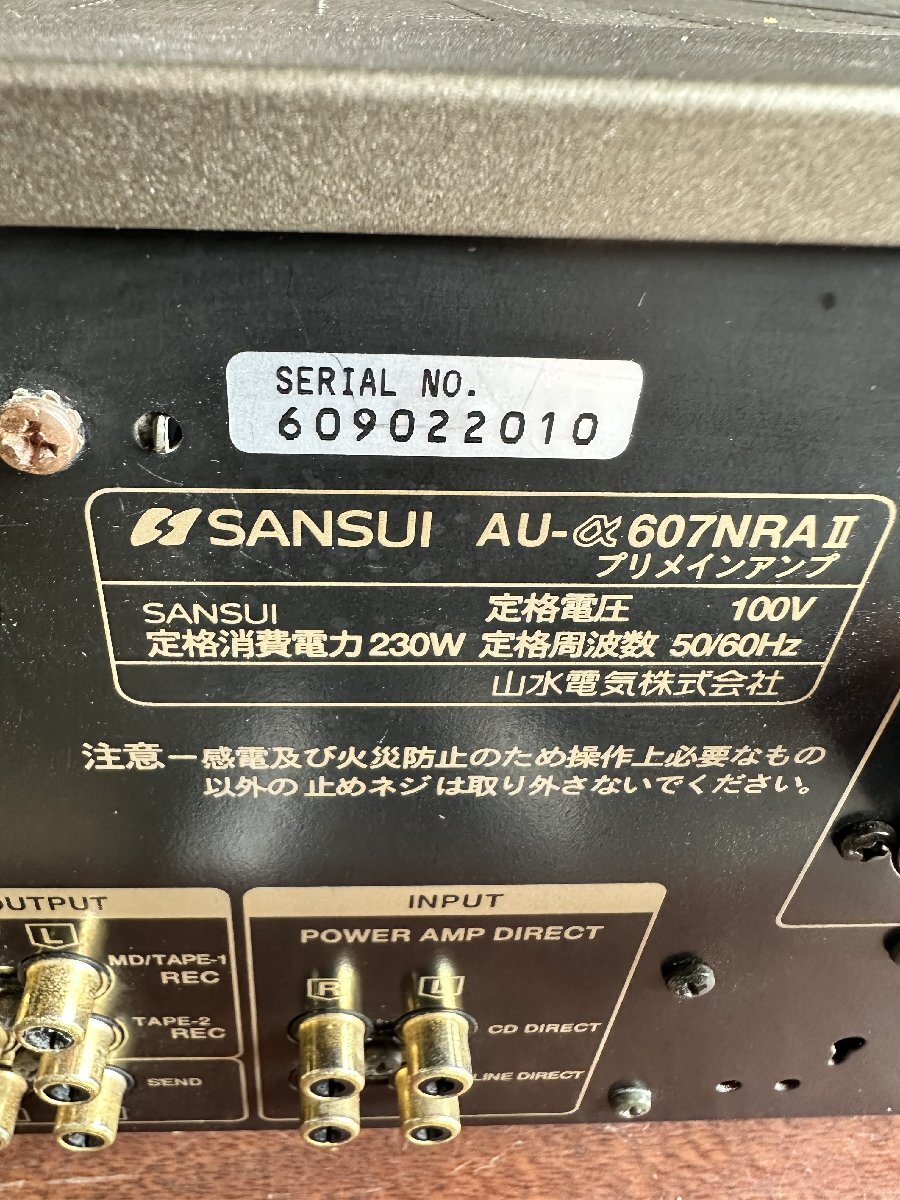 SERIAL NO.
609022010
SANSUI AU-α607NRAⅡ
プリメインアンプ
SANSUI 定格電圧 100V
定格消費電力230W 定格周波数 50/60Hz
山水電気株式会社
注意－感電及び火災防止のため操作上必要なもの
以外の止めネジは取り外さないでください。
OUTPUT
L
MD/TAPE-1
REC
TAPE-2
REC
SEND
INPUT
POWER AMP DIRECT
R L
CD DIRECT
LINE DIRECT